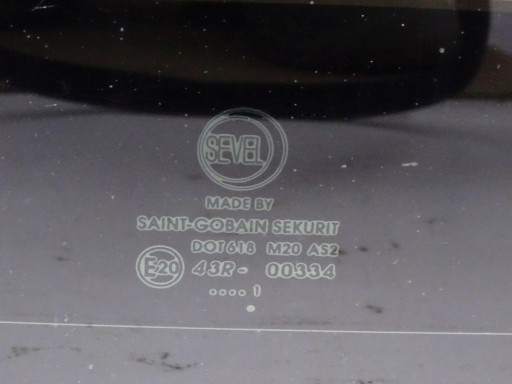 SEVEL
MADE BY
SAINT-GOBAIN SEKURIT
DOT 618 M20 AS2
E20 43R - 00334
.... 1